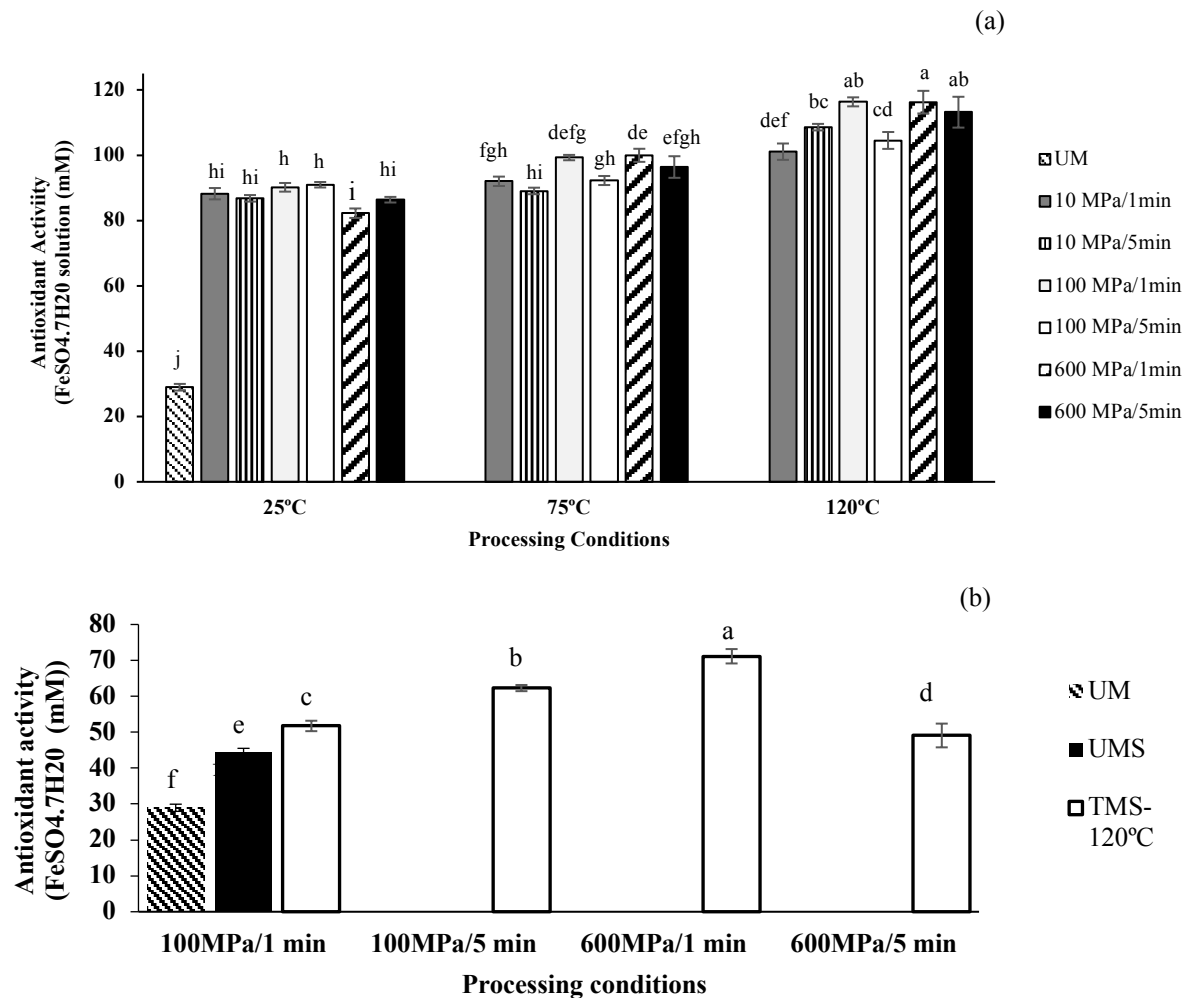 (a)
Antioxidant Activiity
(FeSO4.7H20 solution (mM))
120
100
80
60
40
20
0
j
hi
hi
h
h
i
hi
fgh
hi
defg
gh
de
efgh
def
bc
ab
cd
a
ab
25ºC
75ºC
120ºC
Processing Conditions
UM
10 MPa/1min
10 MPa/5min
100 MPa/1min
100 MPa/5min
600 MPa/1min
600 MPa/5min
(b)
Antioxidant activity
(FeSO4.7H20 (mM))
80
70
60
50
40
30
20
10
0
f
e
c
b
a
d
100MPa/1 min
100MPa/5 min
600MPa/1 min
600MPa/5 min
Processing conditions
UM
UMS
TMS-
120ºC